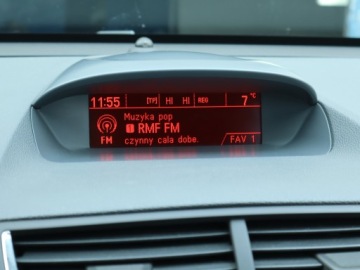 11:55 [TP] HI HI REG 7 °C
Muzyka pop
1 RMF FM
FM czynny cała dobe. FAV 1